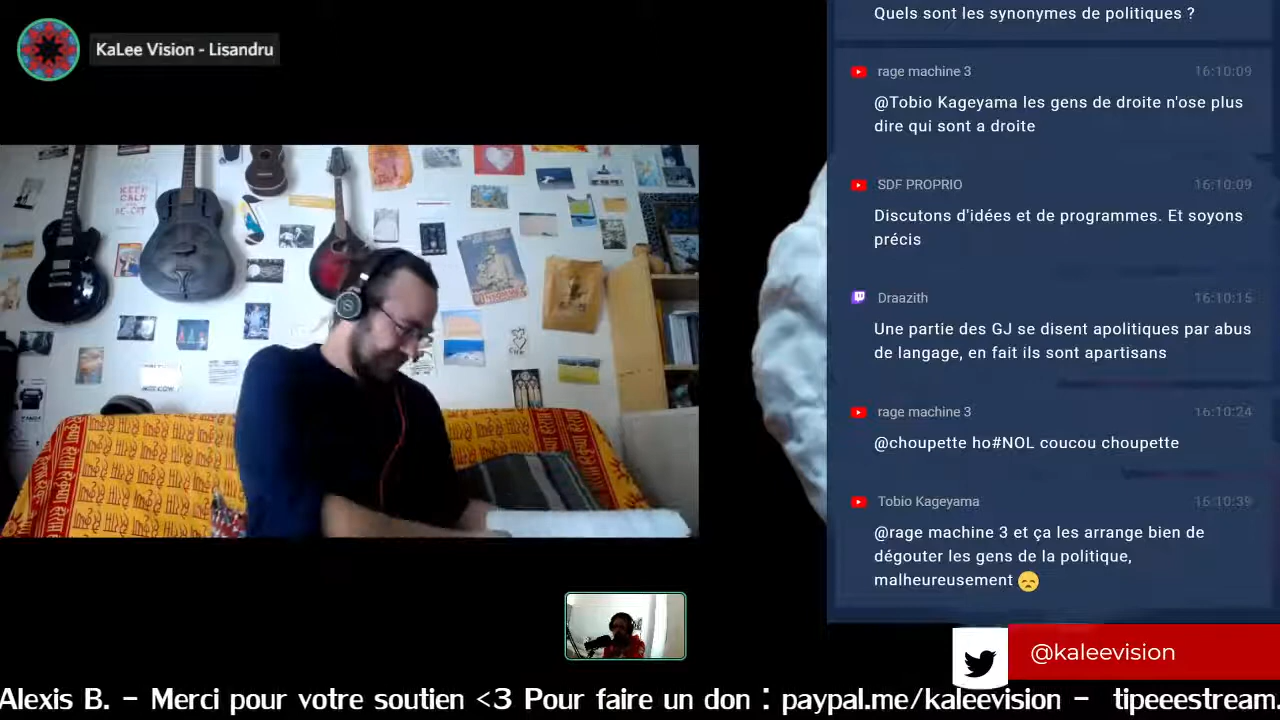 KaLee Vision - Lisandru
KEEP
CALM
Quels sont les synonymes de politiques ?
rage machine 3 16:10:09
@Tobio Kageyama les gens de droite n'ose plus
dire qui sont a droite
SDF PROPRIO 16:10:09
Discutons d'idées et de programmes. Et soyons
précis
Draazith 16:10:15
Une partie des GJ se disent apolitiques par abus
de langage, en fait ils sont apartisans
rage machine 3 16:10:24
@choupette ho#NOL coucou choupette
Tobio Kageyama 16:10:39
@rage machine 3 et ça les arrange bien de
dégouter les gens de la politique,
malheureusement 😞
@kaleevision
Alexis B. - Merci pour votre soutien <3 Pour faire un don : paypal.me/kaleevision - tipeeestream.